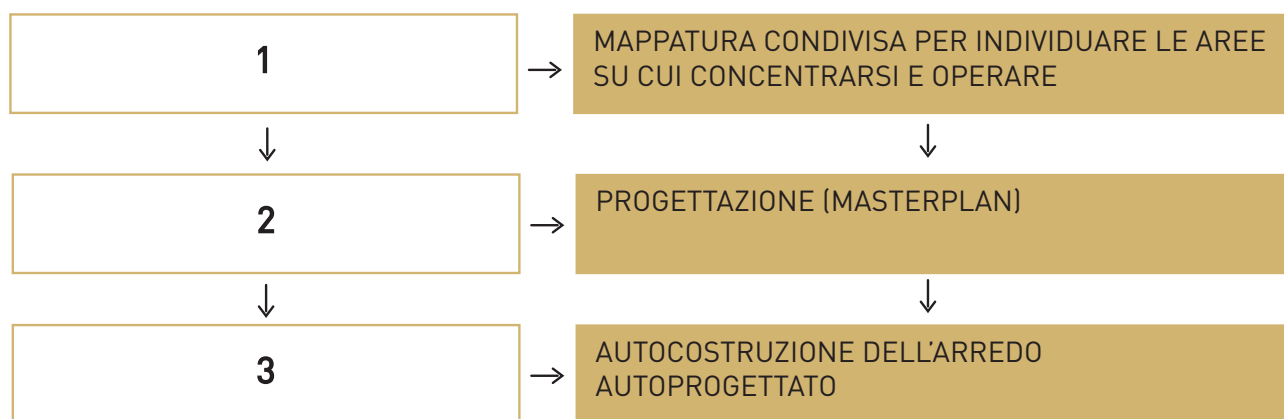 1
MAPPATURA CONDIVISA PER INDIVIDUARE LE AREE
SU CUI CONCENTRARSI E OPERARE
2
PROGETTAZIONE (MASTERPLAN)
3
AUTOCOSTRUZIONE DELL'ARREDO
AUTOPROGETTATO